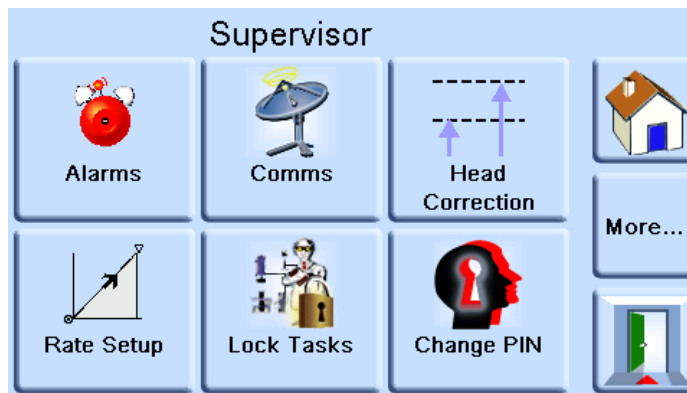 Supervisor
Alarms
Comms
Head
Correction
More...
Rate Setup
Lock Tasks
Change PIN